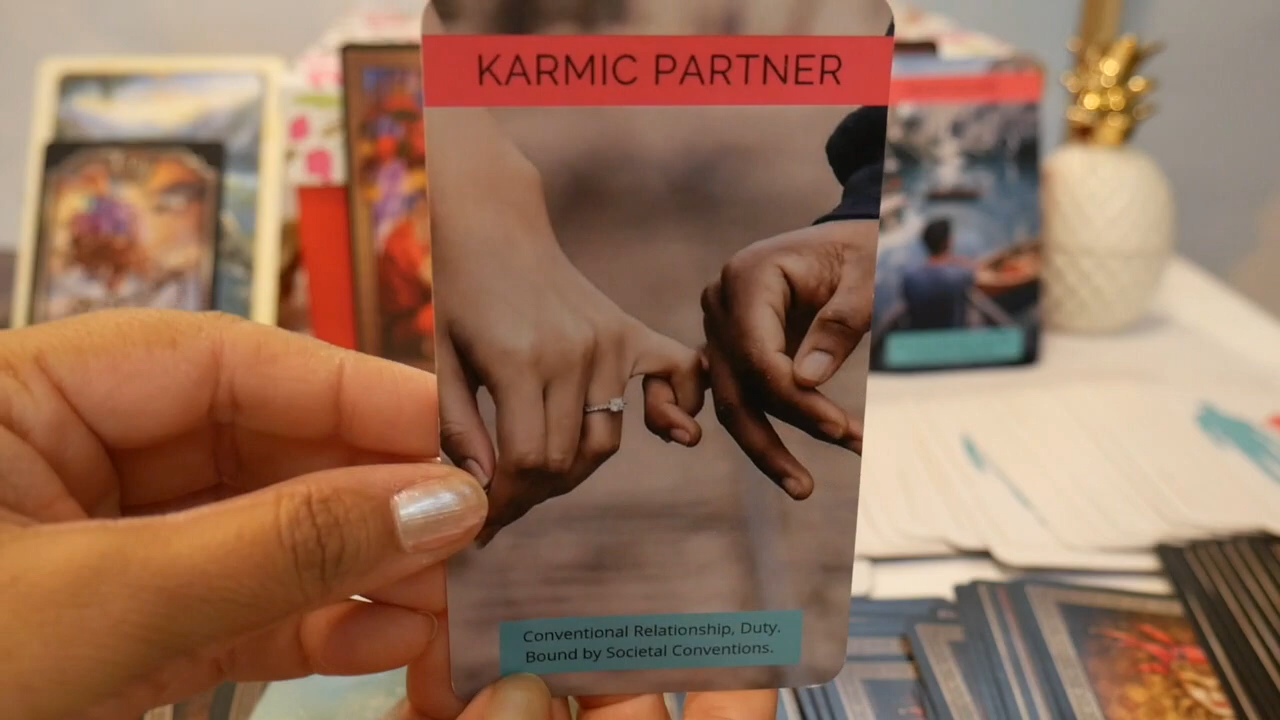 KARMIC PARTNER
Conventional Relationship, Duty.
Bound by Societal Conventions.